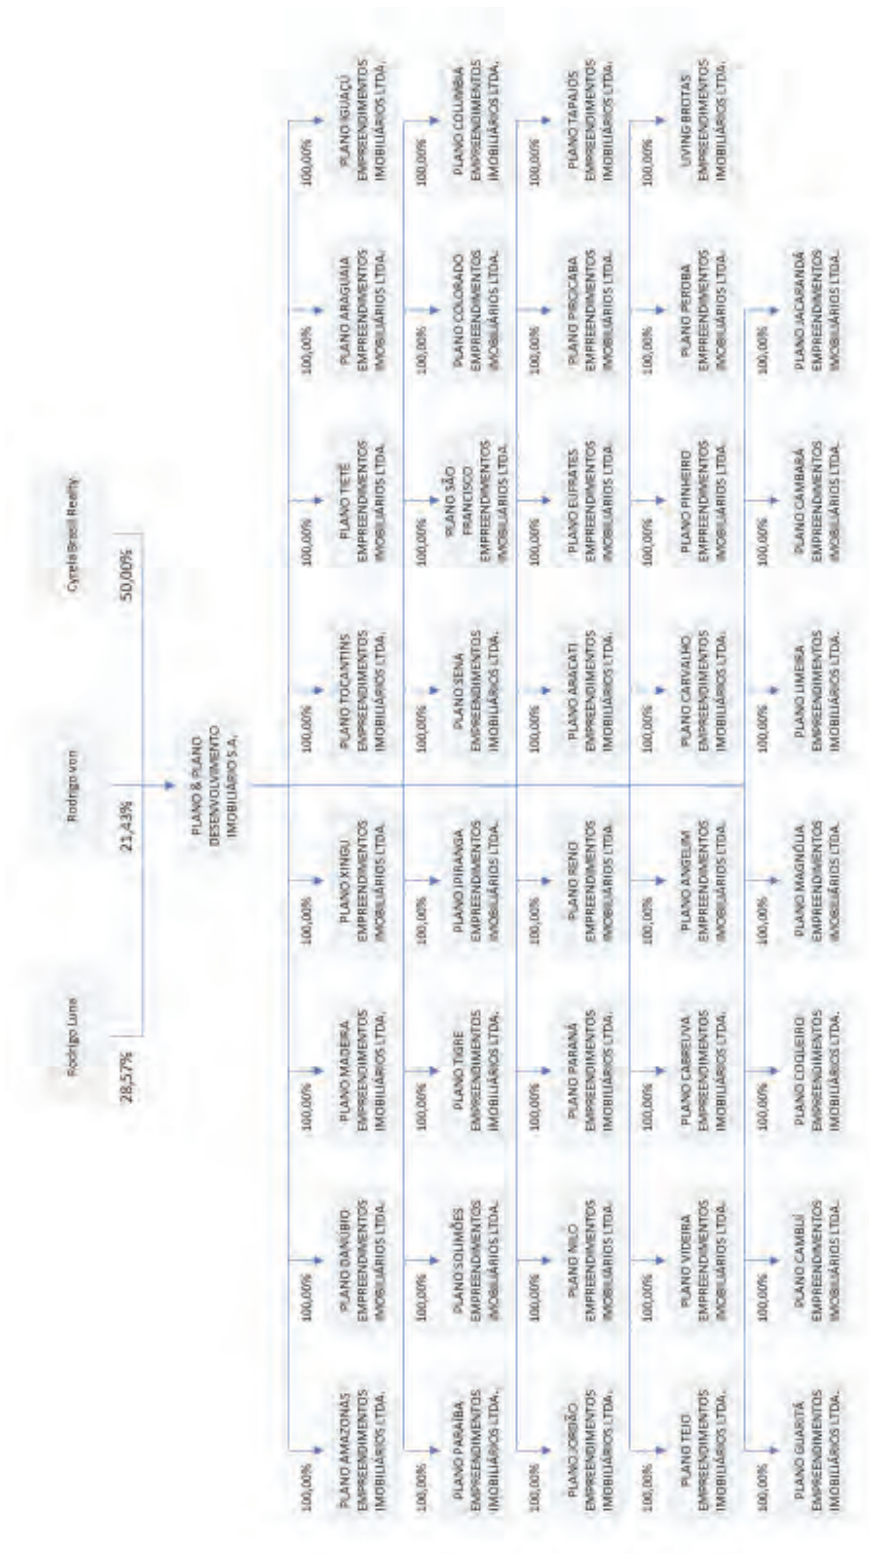 Rodrigo Luna
Rodrigo von
Cyrela Brasil Realty
28,57%
21,43%
50,00%
PLANO & PLANO
DESENVOLVIMENTO
IMOBILIÁRIO S.A.
100,00%
PLANO AMAZONAS
EMPREENDIMENTOS
IMOBILIÁRIOS LTDA.
100,00%
PLANO DANÚBIO
EMPREENDIMENTOS
IMOBILIÁRIOS LTDA.
100,00%
PLANO MADEIRA
EMPREENDIMENTOS
IMOBILIÁRIOS LTDA.
100,00%
PLANO XINGU
EMPREENDIMENTOS
IMOBILIÁRIOS LTDA.
100,00%
PLANO TOCANTINS
EMPREENDIMENTOS
IMOBILIÁRIOS LTDA.
100,00%
PLANO TIETÊ
EMPREENDIMENTOS
IMOBILIÁRIOS LTDA.
100,00%
PLANO ARAGUAIA
EMPREENDIMENTOS
IMOBILIÁRIOS LTDA.
100,00%
PLANO IGUAÇÚ
EMPREENDIMENTOS
IMOBILIÁRIOS LTDA.
100,00%
PLANO PARAÍBA
EMPREENDIMENTOS
IMOBILIÁRIOS LTDA.
100,00%
PLANO SOLIMÕES
EMPREENDIMENTOS
IMOBILIÁRIOS LTDA.
100,00%
PLANO TIGRE
EMPREENDIMENTOS
IMOBILIÁRIOS LTDA.
100,00%
PLANO IPIRANGA
EMPREENDIMENTOS
IMOBILIÁRIOS LTDA.
100,00%
PLANO SENA
EMPREENDIMENTOS
IMOBILIÁRIOS LTDA.
100,00%
PLANO SÃO
FRANCISCO
EMPREENDIMENTOS
IMOBILIÁRIOS LTDA.
100,00%
PLANO COLORADO
EMPREENDIMENTOS
IMOBILIÁRIOS LTDA.
100,00%
PLANO COLUMBIA
EMPREENDIMENTOS
IMOBILIÁRIOS LTDA.
100,00%
PLANO JORDÃO
EMPREENDIMENTOS
IMOBILIÁRIOS LTDA.
100,00%
PLANO NILO
EMPREENDIMENTOS
IMOBILIÁRIOS LTDA.
100,00%
PLANO PARANÁ
EMPREENDIMENTOS
IMOBILIÁRIOS LTDA.
100,00%
PLANO RENO
EMPREENDIMENTOS
IMOBILIÁRIOS LTDA.
100,00%
PLANO ARACATI
EMPREENDIMENTOS
IMOBILIÁRIOS LTDA.
100,00%
PLANO EUFRATES
EMPREENDIMENTOS
IMOBILIÁRIOS LTDA.
100,00%
PLANO PIROCABA
EMPREENDIMENTOS
IMOBILIÁRIOS LTDA.
100,00%
PLANO TAPAJOS
EMPREENDIMENTOS
IMOBILIÁRIOS LTDA.
100,00%
PLANO TEJO
EMPREENDIMENTOS
IMOBILIÁRIOS LTDA.
100,00%
PLANO VIDEIRA
EMPREENDIMENTOS
IMOBILIÁRIOS LTDA.
100,00%
PLANO CABREUVA
EMPREENDIMENTOS
IMOBILIÁRIOS LTDA.
100,00%
PLANO ANGELIM
EMPREENDIMENTOS
IMOBILIÁRIOS LTDA.
100,00%
PLANO CARVALHO
EMPREENDIMENTOS
IMOBILIÁRIOS LTDA.
100,00%
PLANO PINHEIRO
EMPREENDIMENTOS
IMOBILIÁRIOS LTDA.
100,00%
PLANO PEROBA
EMPREENDIMENTOS
IMOBILIÁRIOS LTDA.
100,00%
LIVING BROTAS
EMPREENDIMENTOS
IMOBILIÁRIOS LTDA.
100,00%
PLANO GUARITÁ
EMPREENDIMENTOS
IMOBILIÁRIOS LTDA.
100,00%
PLANO CAMBUÍ
EMPREENDIMENTOS
IMOBILIÁRIOS LTDA.
100,00%
PLANO COQUEIRO
EMPREENDIMENTOS
IMOBILIÁRIOS LTDA.
100,00%
PLANO MAGNÓLIA
EMPREENDIMENTOS
IMOBILIÁRIOS LTDA.
100,00%
PLANO LIMEIRA
EMPREENDIMENTOS
IMOBILIÁRIOS LTDA.
100,00%
PLANO CAMBARÁ
EMPREENDIMENTOS
IMOBILIÁRIOS LTDA.
100,00%
PLANO JACARANDÁ
EMPREENDIMENTOS
IMOBILIÁRIOS LTDA.